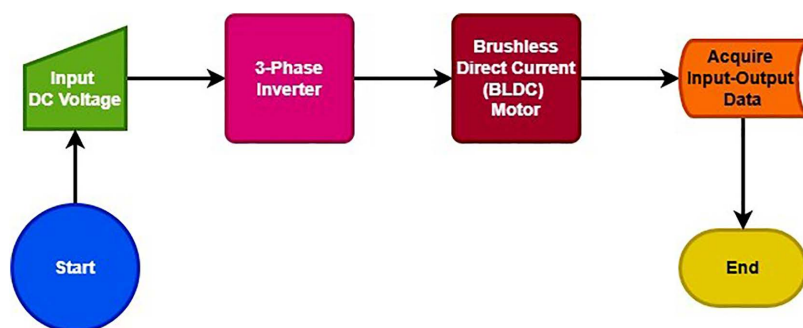 Start
Input
DC Voltage
3-Phase
Inverter
Brushless
Direct Current
(BLDC)
Motor
Acquire
Input-Output
Data
End